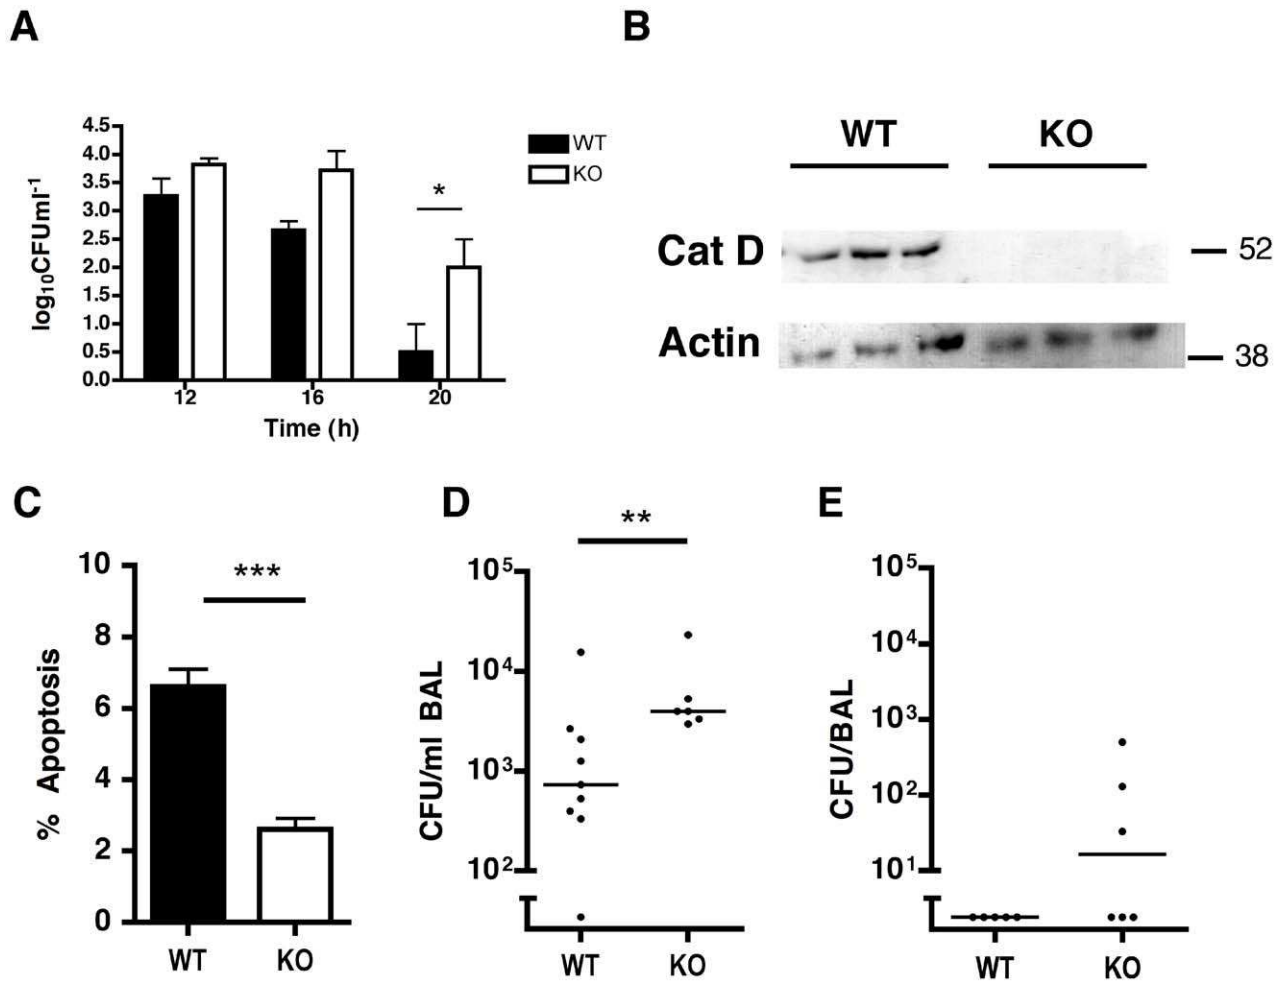 A
4.5
4.0
3.5
3.0
2.5
2.0
1.5
1.0
0.5
0.0
log₁₀CFUml⁻¹
12 16 20
Time (h)
WT
KO
*
B
WT KO
Cat D 52
Actin 38
C
10
8
6
4
2
0
% Apoptosis
***
WT KO
D
**
10⁵
10⁴
10³
10²
CFU/ml BAL
WT KO
E
10⁵
10⁴
10³
10²
10¹
CFU/BAL
WT KO